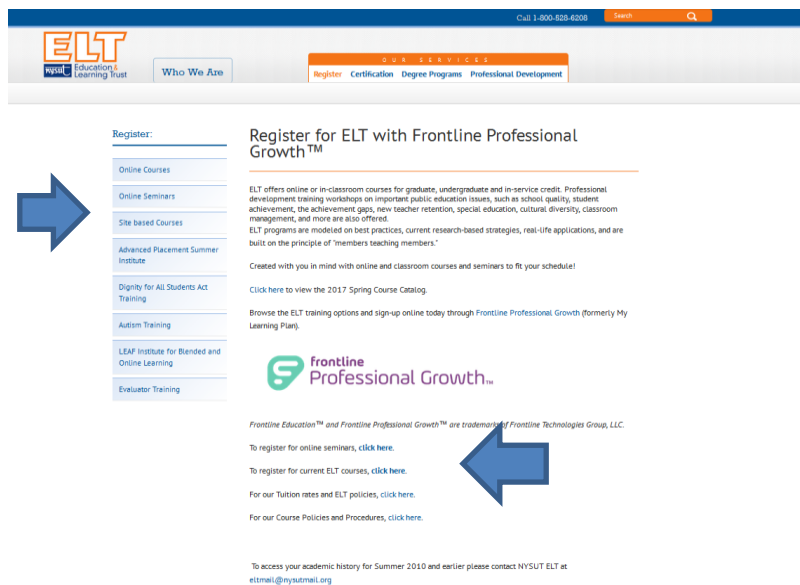 Call 1-800-528-6208
Search
ELT
nysut
Education &
Learning Trust
Who We Are
OUR SERVICES
Register Certification Degree Programs Professional Development
Register:
Online Courses
Online Seminars
Site based Courses
Advanced Placement Summer
Institute
Dignity for All Students Act
Training
Autism Training
LEAF Institute for Blended and
Online Learning
Evaluator Training
Register for ELT with Frontline Professional
Growth™
ELT offers online or in-classroom courses for graduate, undergraduate and in-service credit. Professional
development training workshops on important public education issues, such as school quality, student
achievement, the achievement gaps, new teacher retention, special education, cultural diversity, classroom
management, and more are also offered.
ELT programs are modeled on best practices, current research-based strategies, real-life applications, and are
built on the principle of "members teaching members."
Created with you in mind with online and classroom courses and seminars to fit your schedule!
Click here to view the 2017 Spring Course Catalog.
Browse the ELT training options and sign-up online today through Frontline Professional Growth (formerly My
Learning Plan).
frontline
Professional Growth™
Frontline Education™ and Frontline Professional Growth™ are trademarks of Frontline Technologies Group, LLC.
To register for online seminars, click here.
To register for current ELT courses, click here.
For our Tuition rates and ELT policies, click here.
For our Course Policies and Procedures, click here.
To access your academic history for Summer 2010 and earlier please contact NYSUT ELT at
eltmail@nysutmail.org